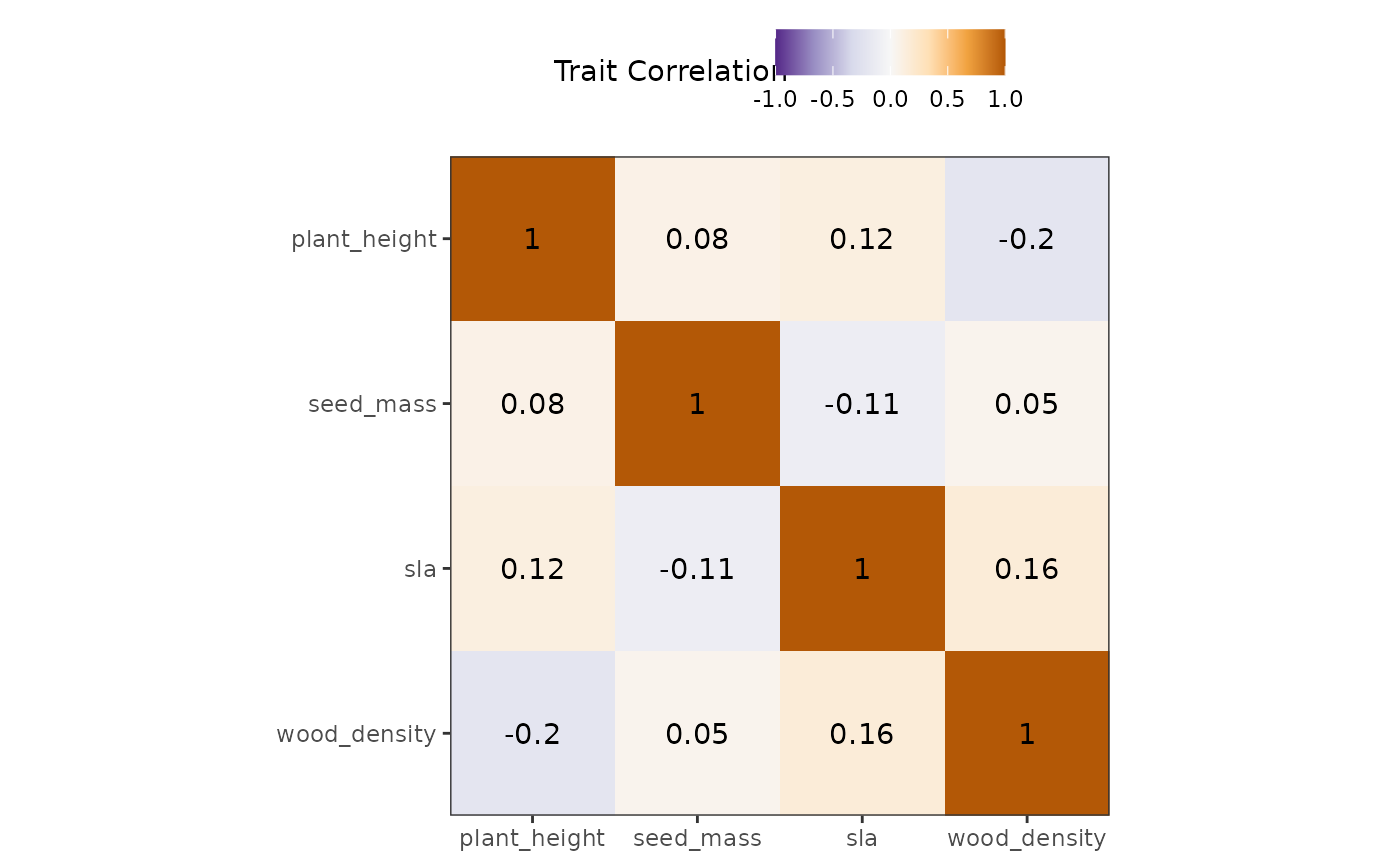 Trait Correlation
-1.0 -0.5 0.0 0.5 1.0
plant_height 1 0.08 0.12 -0.2
seed_mass 0.08 1 -0.11 0.05
sla 0.12 -0.11 1 0.16
wood_density -0.2 0.05 0.16 1
plant_height seed_mass sla wood_density